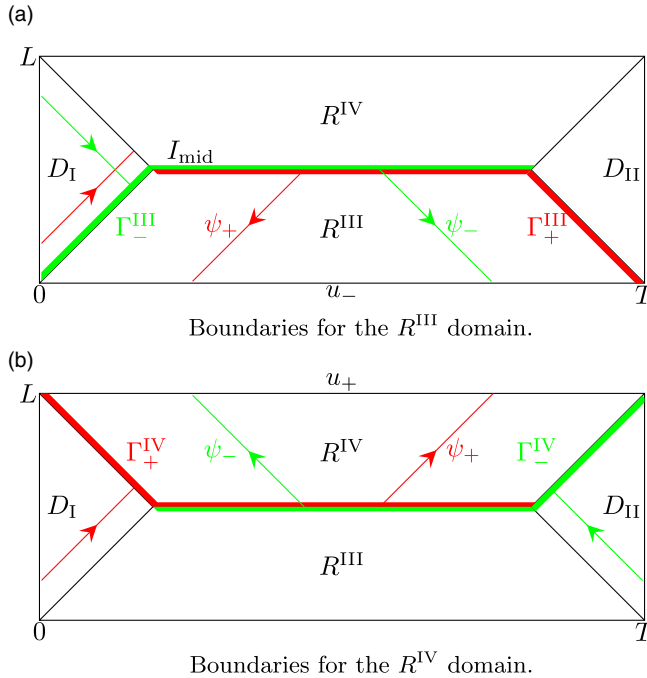 (a)
L
R^IV
I_mid
D_I
D_II
Γ_-^III
ψ_+
R^III
ψ_-
Γ_+^III
0
u_-
T
Boundaries for the R^III domain.
(b)
u_+
L
Γ_+^IV
ψ_-
R^IV
ψ_+
Γ_-^IV
D_I
D_II
R^III
0
T
Boundaries for the R^IV domain.